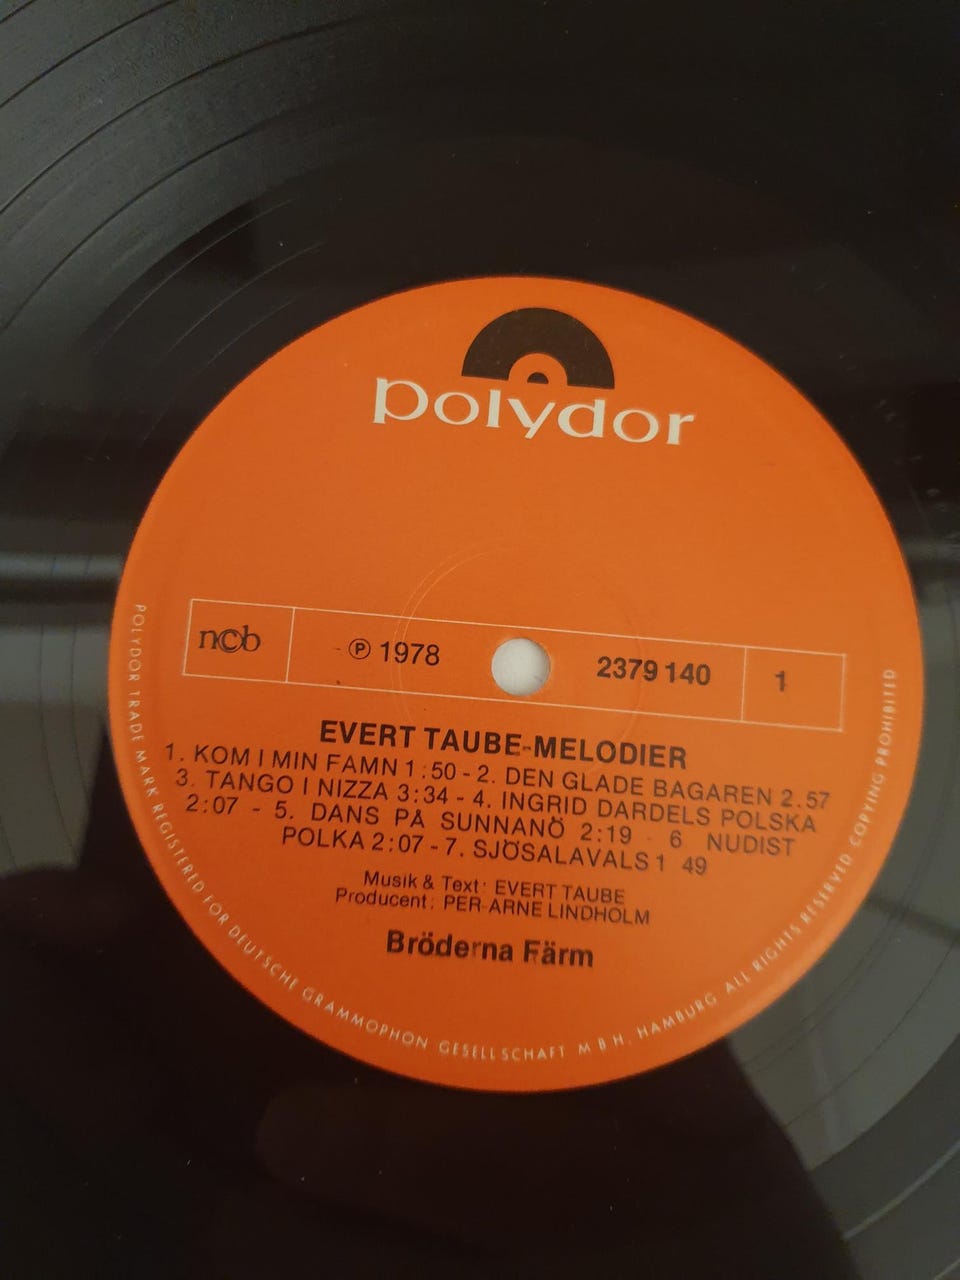 polydor
ncb ℗ 1978 2379 140 1
EVERT TAUBE-MELODIER
1. KOM I MIN FAMN 1:50 - 2. DEN GLADE BAGAREN 2.57
3. TANGO I NIZZA 3:34 - 4. INGRID DARDELS POLSKA
2:07 - 5. DANS PÅ SUNNANÖ 2:19 - 6 NUDIST
POLKA 2:07 - 7. SJÖSALAVALS 1 49
Musik & Text: EVERT TAUBE
Producent: PER-ARNE LINDHOLM
Bröderna Färm
POLYDOR TRADE MARK REGISTERED FOR DEUTSCHE GRAMMOPHON GESELLSCHAFT M B H. HAMBURG ALL RIGHTS RESERVED COPYING PROHIBITED